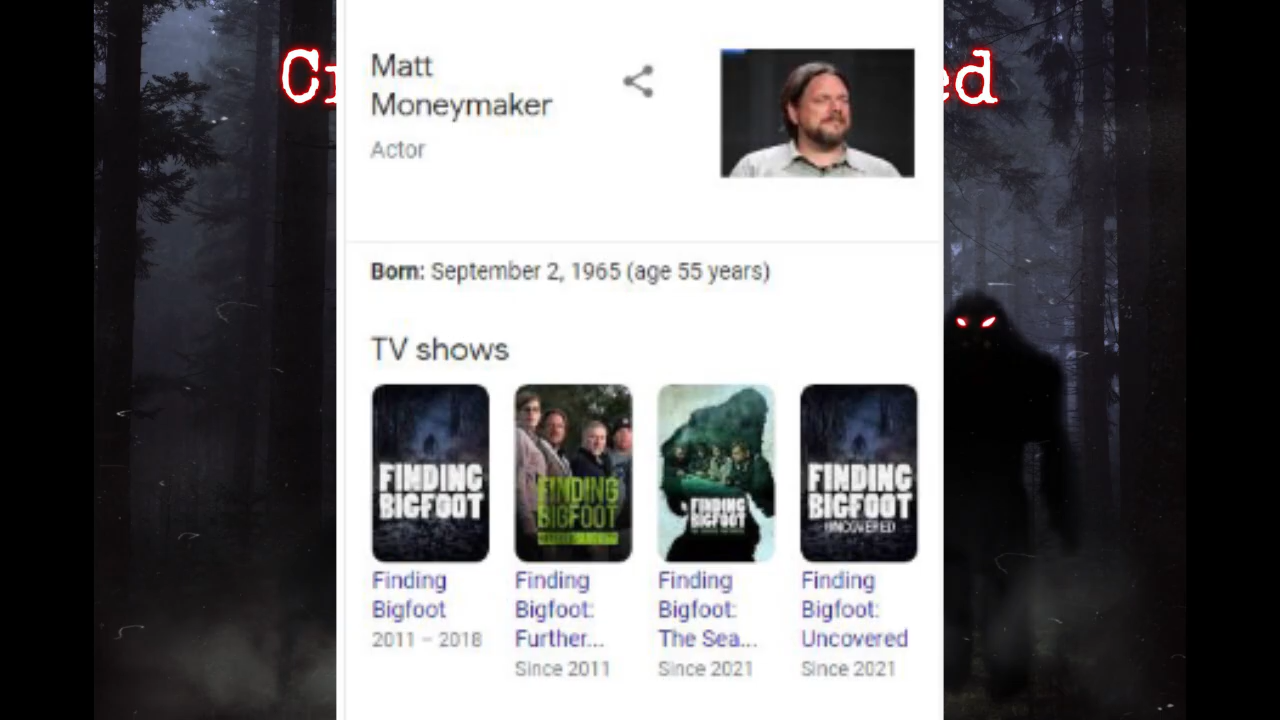 Matt
Moneymaker
Actor
Born: September 2, 1965 (age 55 years)
TV shows
FINDING
BIGFOOT
FINDING
BIGFOOT
FINDING
BIGFOOT
FINDING
BIGFOOT
UNCOVERED
Finding
Bigfoot
2011 – 2018
Finding
Bigfoot:
Further...
Since 2011
Finding
Bigfoot:
The Sea...
Since 2021
Finding
Bigfoot:
Uncovered
Since 2021